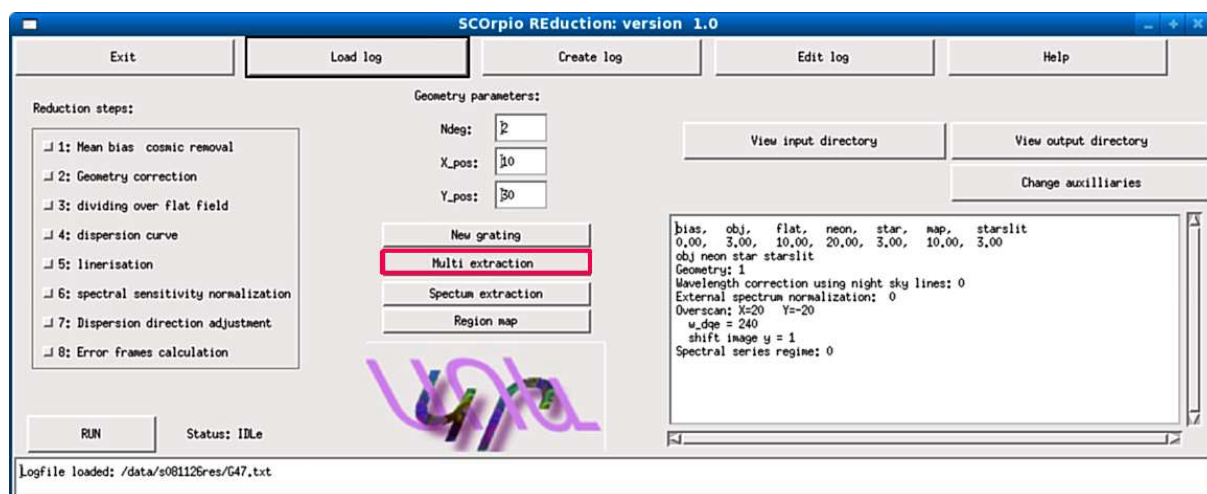 SCOrpio REduction: version 1.0
Exit
Load log
Create log
Edit log
Help
Reduction steps:
1: Mean bias cosmic removal
2: Geometry correction
3: dividing over flat field
4: dispersion curve
5: linerisation
6: spectral sensitivity normalization
7: Dispersion direction adjustment
8: Error frames calculation
RUN
Status: IDLe
Geometry parameters:
Ndeg: 2
X_pos: 10
Y_pos: 30
New grating
Multi extraction
Spectum extraction
Region map
View input directory
View output directory
Change auxilliaries
bias, obj, flat, neon, star, map, starslit
0.00, 3.00, 10.00, 20.00, 3.00, 10.00, 3.00
obj neon star starslit
Geometry: 1
Wavelength correction using night sky lines: 0
External spectrum normalization: 0
Overscan: X=20 Y=-20
w_dqe = 240
shift image y = 1
Spectral series regime: 0
Logfile loaded: /data/s081126res/G47.txt